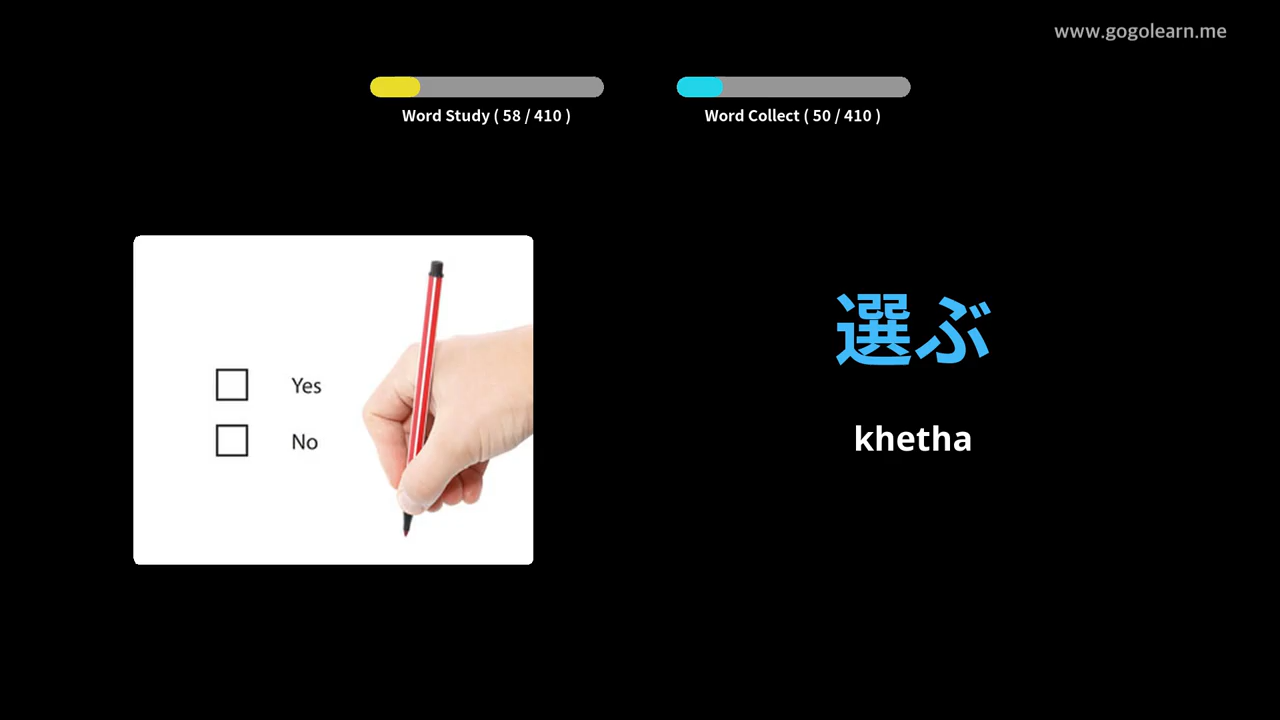 www.gogolearn.me
Word Study ( 58 / 410 )
Word Collect ( 50 / 410 )
Yes
No
選ぶ
khetha